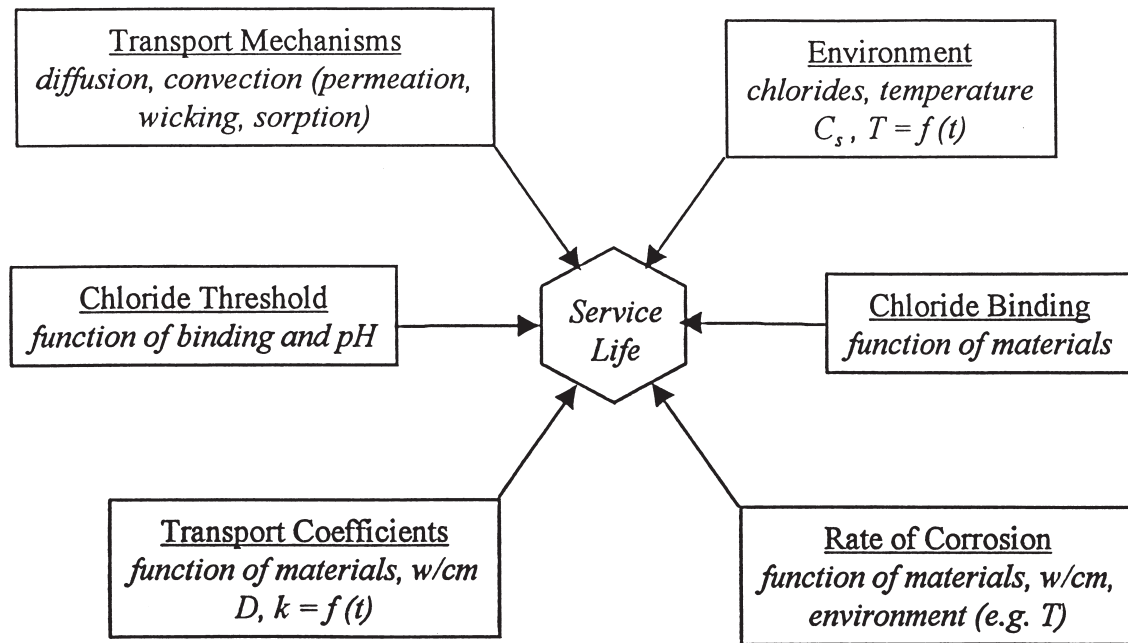 Transport Mechanisms
diffusion, convection (permeation,
wicking, sorption)
Environment
chlorides, temperature
C_s , T = f (t)
Chloride Threshold
function of binding and pH
Service
Life
Chloride Binding
function of materials
Transport Coefficients
function of materials, w/cm
D, k = f (t)
Rate of Corrosion
function of materials, w/cm,
environment (e.g. T)